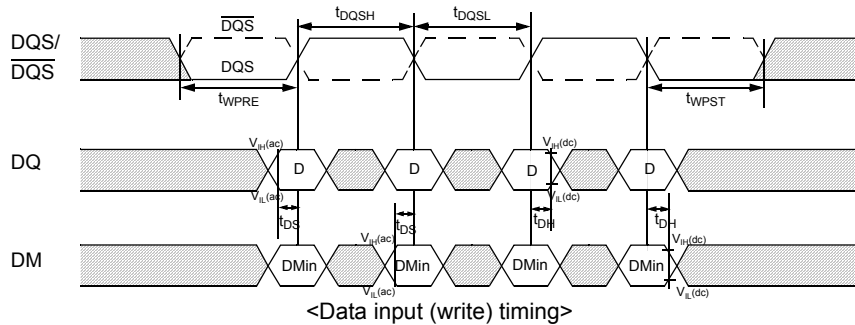 tDQSH tDQSL
DQS
DQS/
DQS
DQS
tWPRE tWPST
VIH(ac) VIH(dc)
DQ D D D D
VIL(ac) VIL(dc)
tDS tDS tDH tDH
VIH(ac) VIH(dc)
DM DMin DMin DMin DMin
VIL(ac) VIL(dc)
<Data input (write) timing>